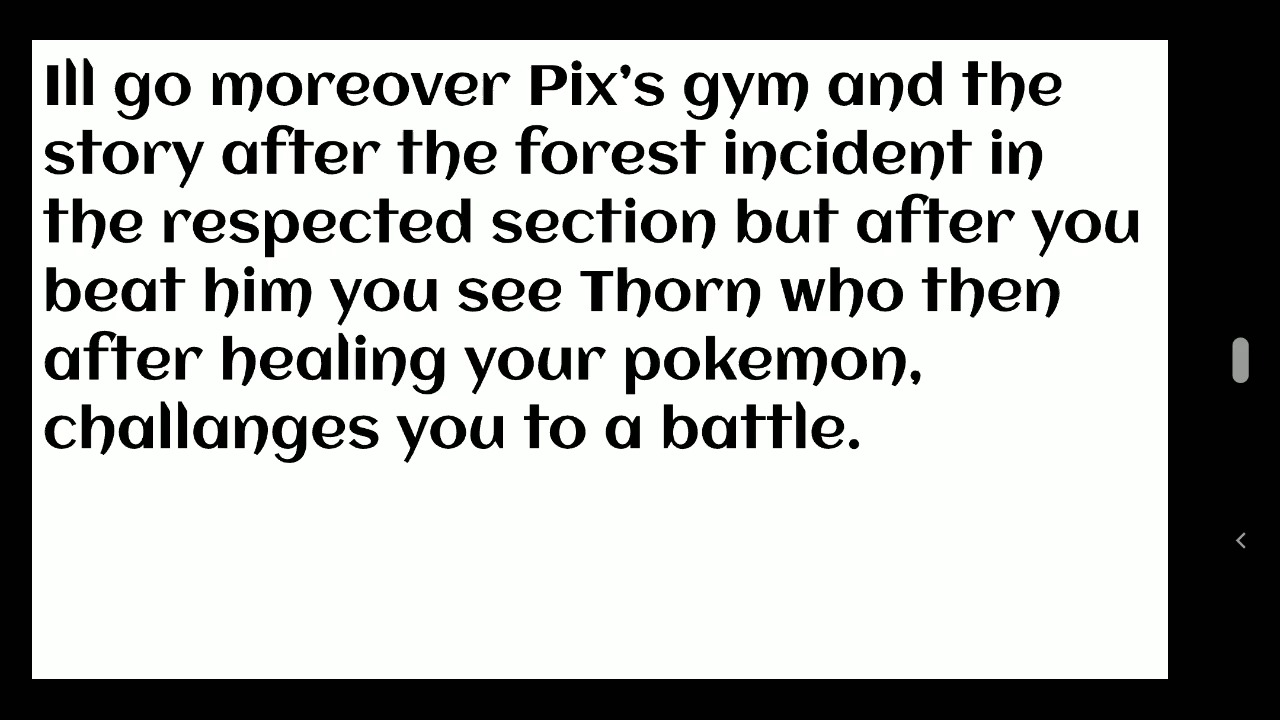 Ill go moreover Pix’s gym and the
story after the forest incident in
the respected section but after you
beat him you see Thorn who then
after healing your pokemon,
challanges you to a battle.